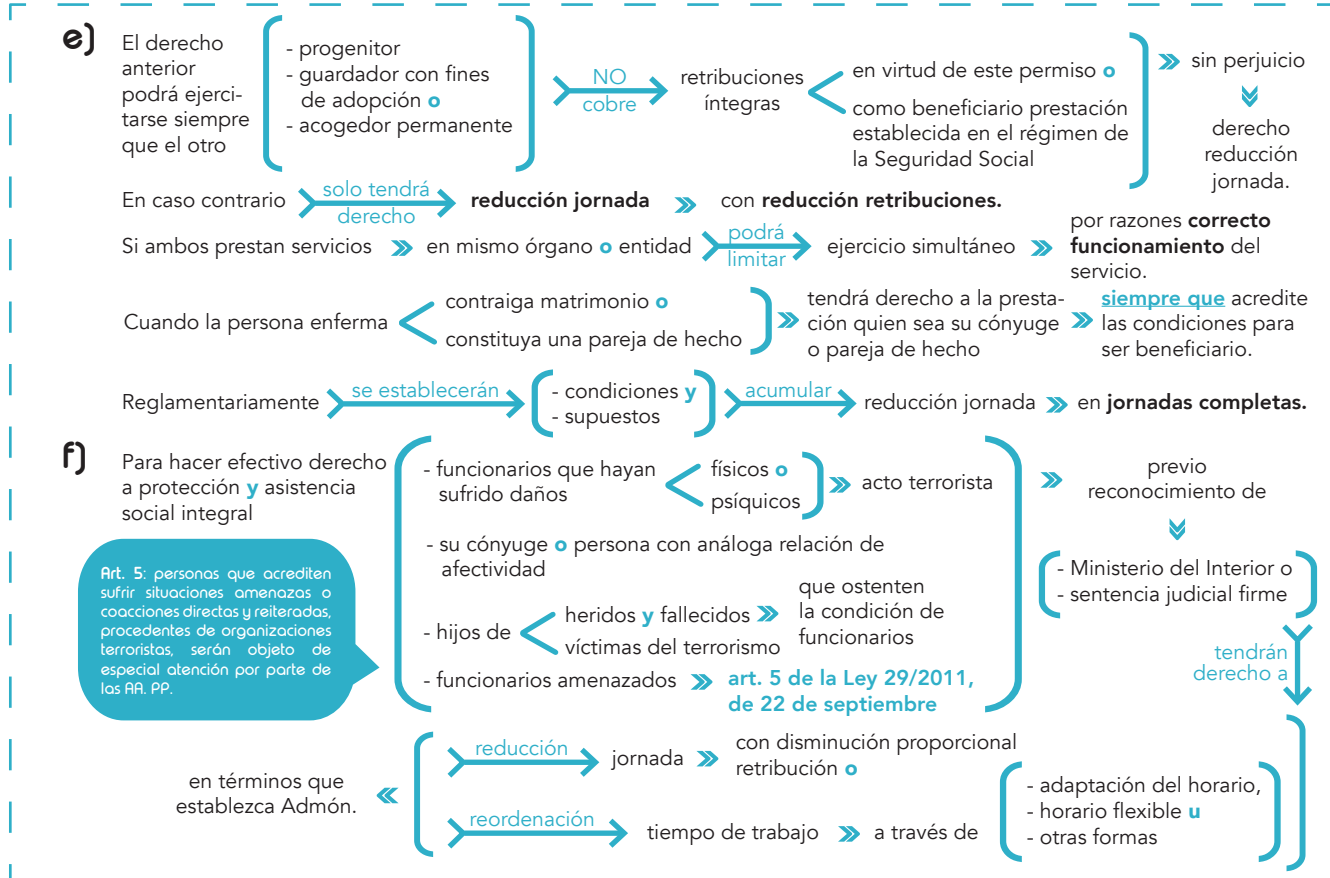 e)
El derecho
anterior
podrá ejerci-
tarse siempre
que el otro
- progenitor
- guardador con fines
de adopción o
- acogedor permanente
NO
cobre
retribuciones
íntegras
en virtud de este permiso o
como beneficiario prestación
establecida en el régimen de
la Seguridad Social
sin perjuicio
derecho
reducción
jornada.
En caso contrario
solo tendrá
derecho
reducción jornada
con reducción retribuciones.
Si ambos prestan servicios
en mismo órgano o entidad
podrá
limitar
ejercicio simultáneo
por razones correcto
funcionamiento del
servicio.
Cuando la persona enferma
contraiga matrimonio o
constituya una pareja de hecho
tendrá derecho a la presta-
ción quien sea su cónyuge
o pareja de hecho
siempre que acredite
las condiciones para
ser beneficiario.
Reglamentariamente
se establecerán
- condiciones y
- supuestos
acumular
reducción jornada
en jornadas completas.
f)
Para hacer efectivo derecho
a protección y asistencia
social integral
Art. 5: personas que acrediten
sufrir situaciones amenazas o
coacciones directas y reiteradas,
procedentes de organizaciones
terroristas, serán objeto de
especial atención por parte de
las AA. PP.
- funcionarios que hayan
sufrido daños
físicos o
psíquicos
acto terrorista
- su cónyuge o persona con análoga relación de
afectividad
- hijos de
heridos y fallecidos
víctimas del terrorismo
que ostenten
la condición de
funcionarios
- funcionarios amenazados
art. 5 de la Ley 29/2011,
de 22 de septiembre
previo
reconocimiento de
- Ministerio del Interior o
- sentencia judicial firme
tendrán
derecho a
reducción
jornada
con disminución proporcional
retribución o
reordenación
tiempo de trabajo
a través de
- adaptación del horario,
- horario flexible u
- otras formas
en términos que
establezca Admón.